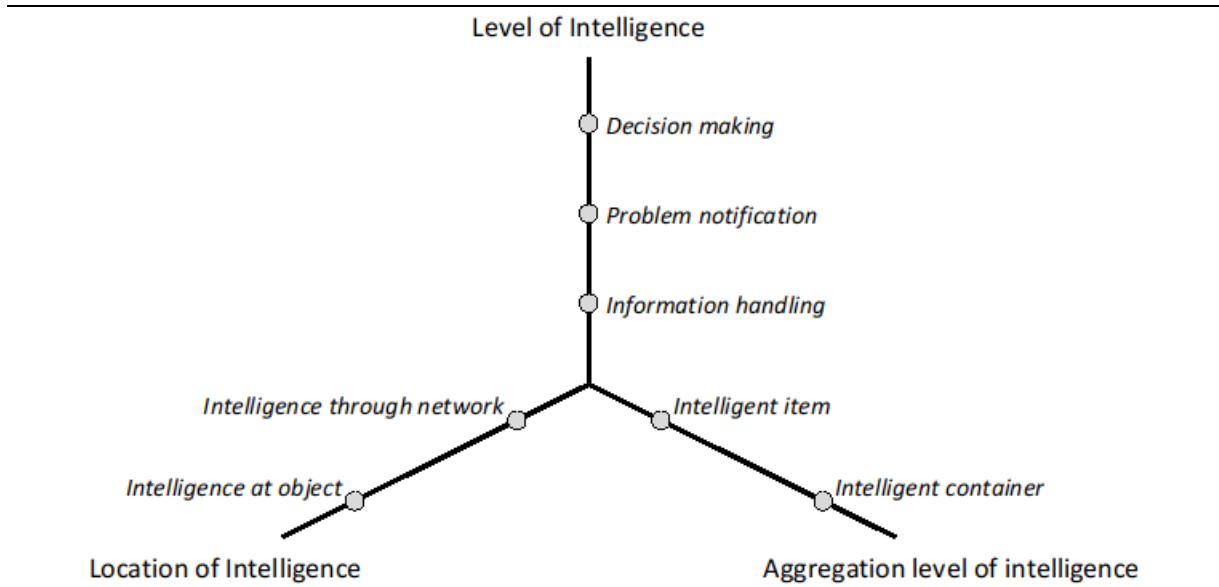 Level of Intelligence
Decision making
Problem notification
Information handling
Intelligence through network
Intelligent item
Intelligence at object
Intelligent container
Location of Intelligence
Aggregation level of intelligence